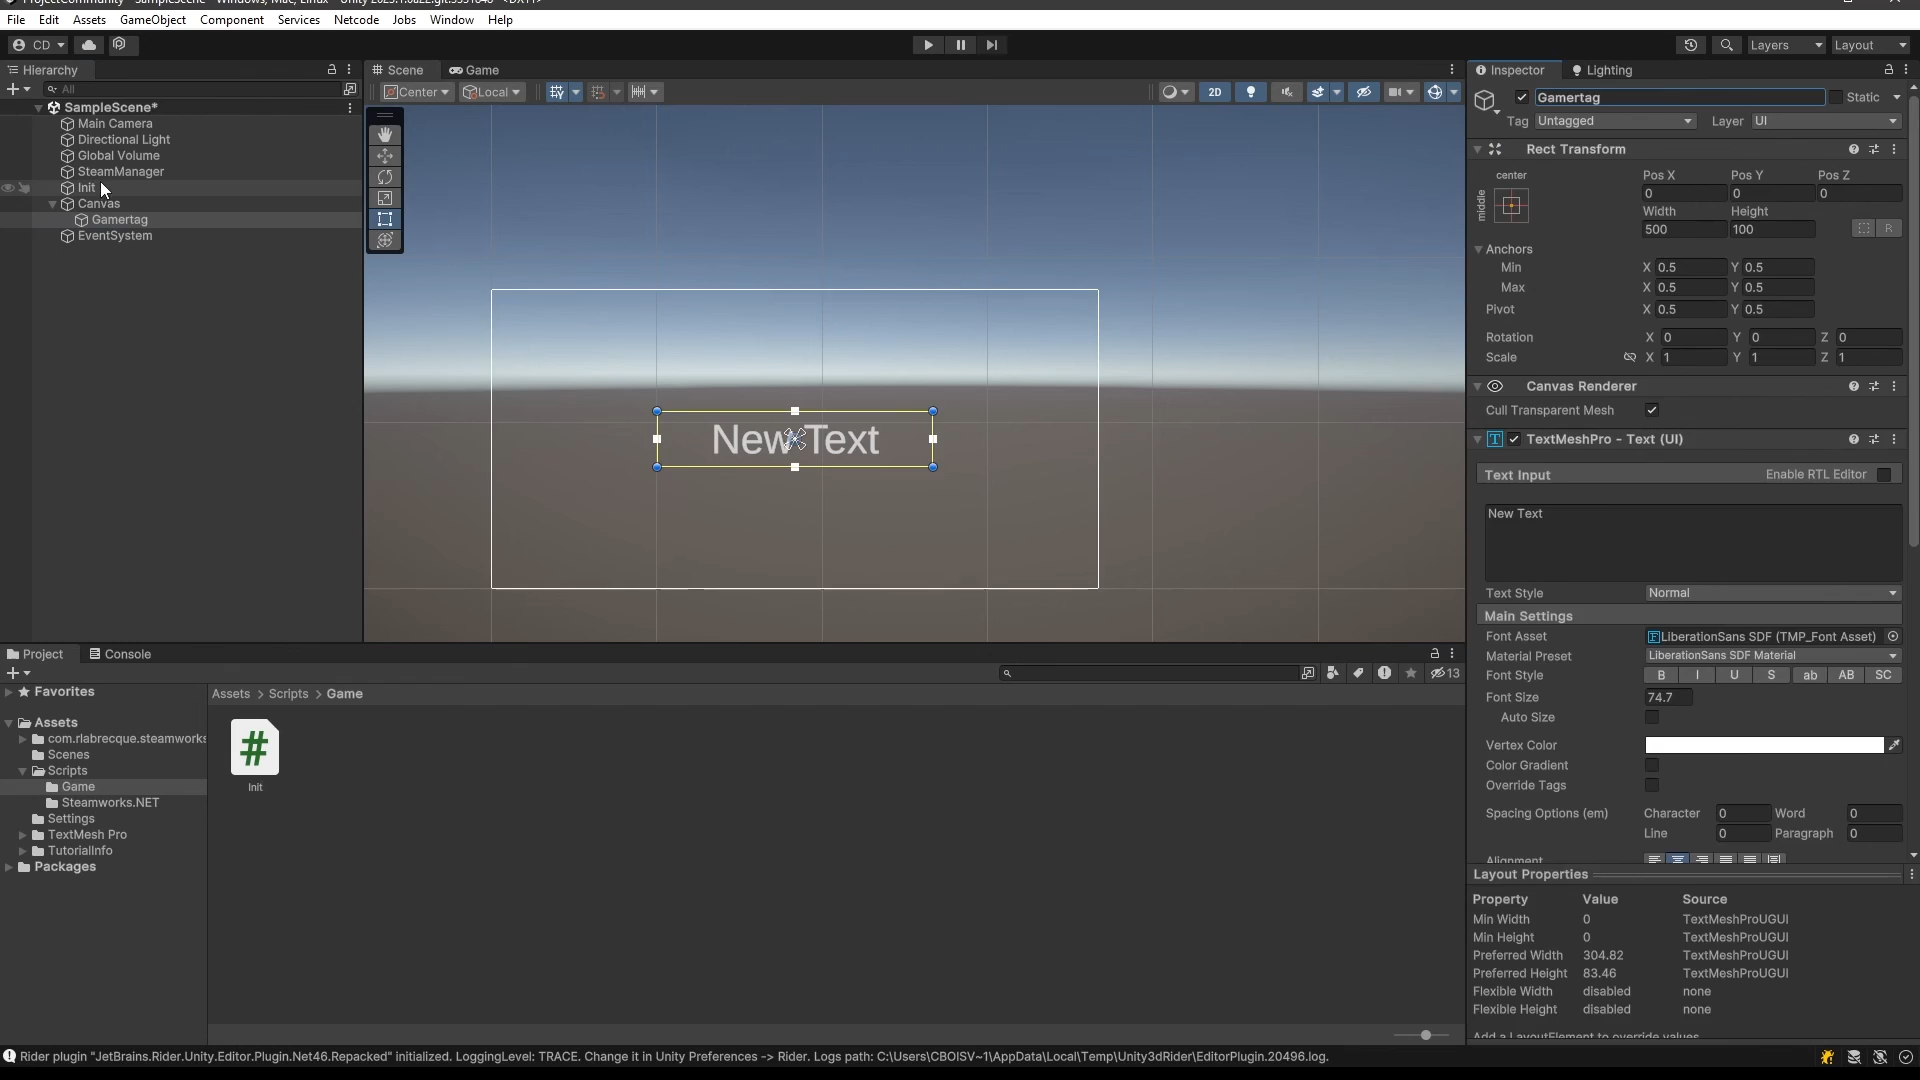 File Edit Assets GameObject Component Services Netcode Jobs Window Help
CD Layers Layout
Hierarchy
All
SampleScene*
Main Camera
Directional Light
Global Volume
SteamManager
Init
Canvas
Gamertag
EventSystem
Scene Game
Center Local 2D
New Text
Inspector Lighting
Gamertag Static
Tag Untagged Layer UI
Rect Transform
center
middle
Pos X Pos Y Pos Z
0 0 0
Width Height
500 100 R
Anchors
Min X 0.5 Y 0.5
Max X 0.5 Y 0.5
Pivot X 0.5 Y 0.5
Rotation X 0 Y 0 Z 0
Scale X 1 Y 1 Z 1
Canvas Renderer
Cull Transparent Mesh
TextMeshPro - Text (UI)
Text Input Enable RTL Editor
New Text
Text Style Normal
Main Settings
Font Asset LiberationSans SDF (TMP_Font Asset)
Material Preset LiberationSans SDF Material
Font Style B I U S ab AB SC
Font Size 74.7
Auto Size
Vertex Color
Color Gradient
Override Tags
Spacing Options (em) Character 0 Word 0
Line 0 Paragraph 0
Alignment
Layout Properties
Property Value Source
Min Width 0 TextMeshProUGUI
Min Height 0 TextMeshProUGUI
Preferred Width 304.82 TextMeshProUGUI
Preferred Height 83.46 TextMeshProUGUI
Flexible Width disabled none
Flexible Height disabled none
Add a LayoutElement to override values
Project Console
13
Favorites
Assets
com.rlabrecque.steamworks
Scenes
Scripts
Game
Steamworks.NET
Settings
TextMesh Pro
TutorialInfo
Packages
Assets > Scripts > Game
#
Init
Rider plugin "JetBrains.Rider.Unity.Editor.Plugin.Net46.Repacked" initialized. LoggingLevel: TRACE. Change it in Unity Preferences -> Rider. Logs path: C:\Users\CBOISV~1\AppData\Local\Temp\Unity3dRider\EditorPlugin.20496.log.